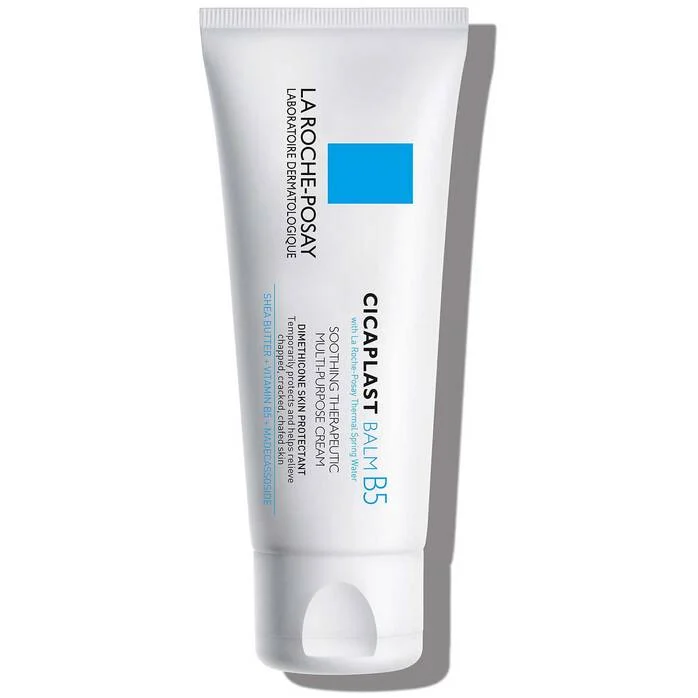 LA ROCHE-POSAY
LABORATOIRE DERMATOLOGIQUE
CICAPLAST BALM B5
with La Roche-Posay Thermal Spring Water
SOOTHING THERAPEUTIC
MULTI-PURPOSE CREAM
DIMETHICONE SKIN PROTECTANT
Temporarily protects and helps relieve
chapped, cracked, chafed skin
SHEA BUTTER + VITAMIN B5 + MADECASSOSIDE